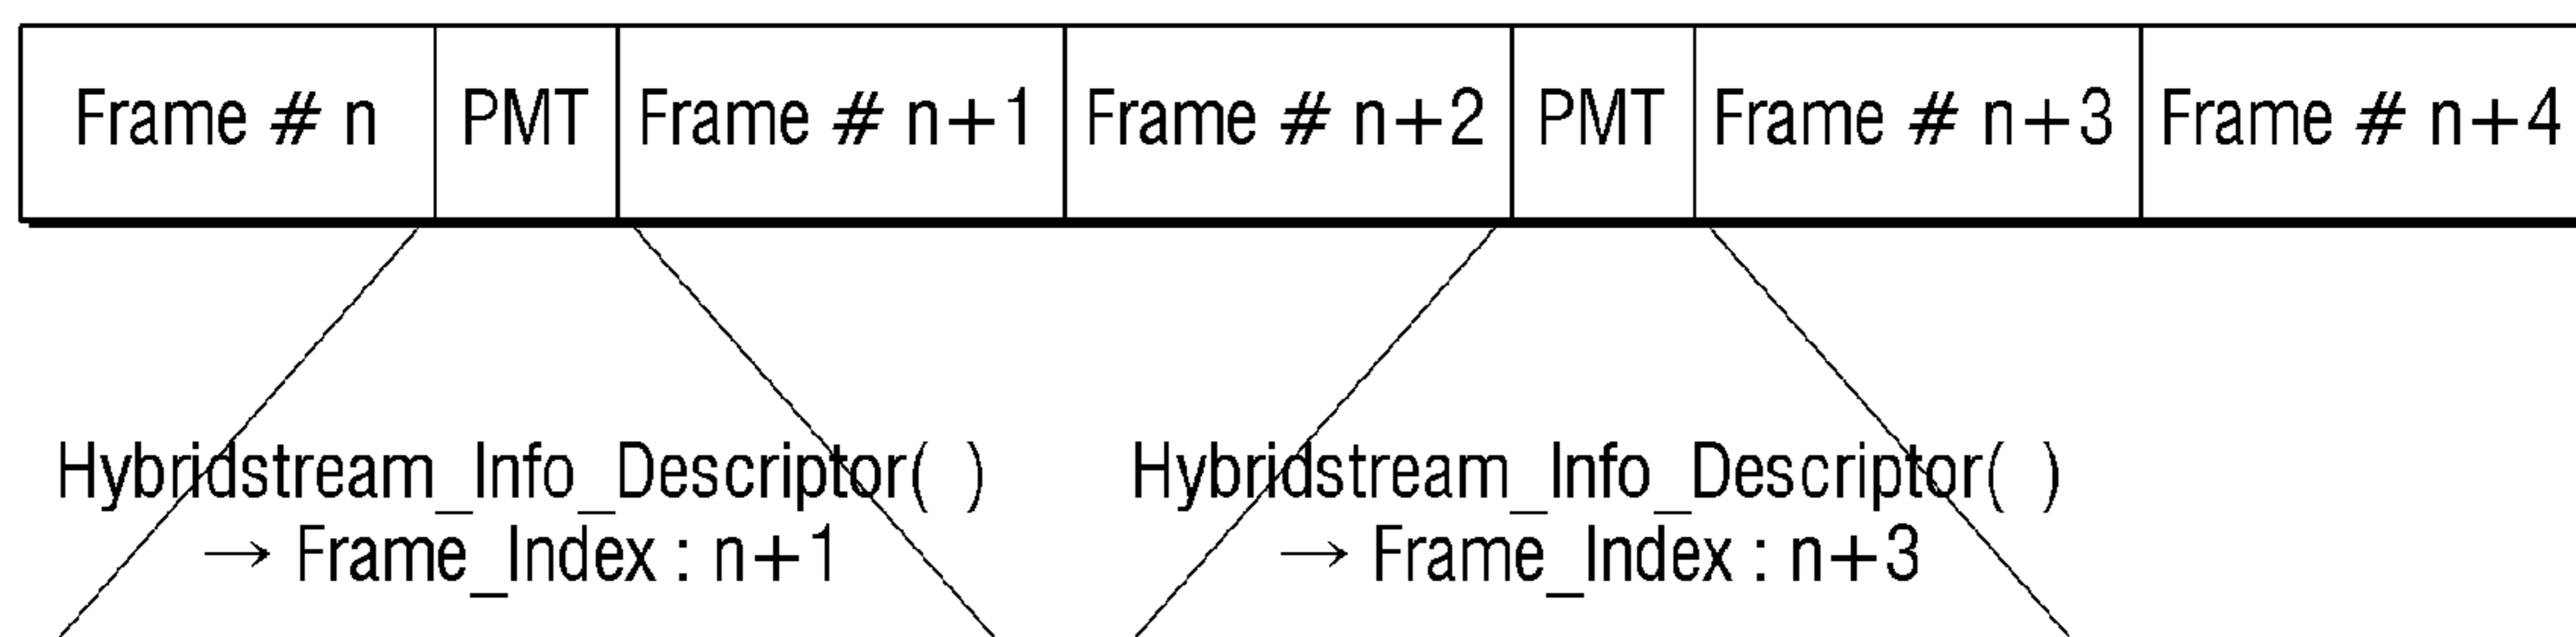 Frame # n PMT Frame # n+1 Frame # n+2 PMT Frame # n+3 Frame # n+4
Hybridstream_Info_Descriptor( )
→ Frame_Index : n+1
Hybridstream_Info_Descriptor( )
→ Frame_Index : n+3